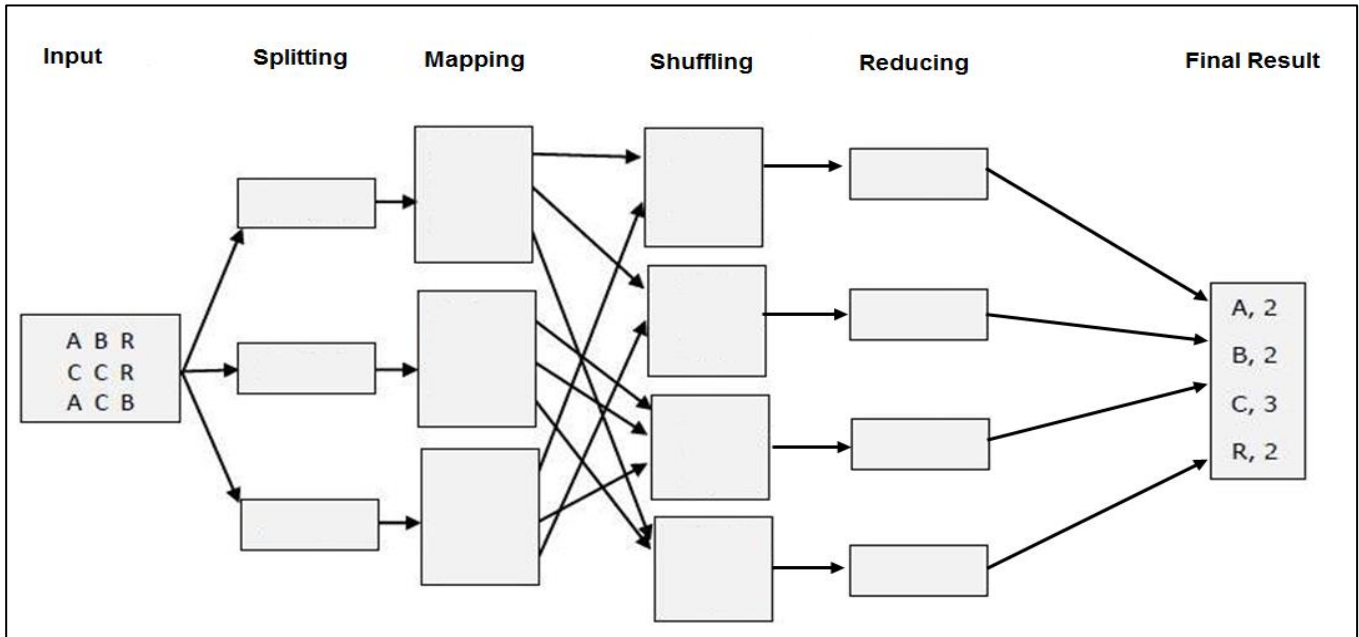 Input Splitting Mapping Shuffling Reducing Final Result
A B R
C C R
A C B
A, 2
B, 2
C, 3
R, 2